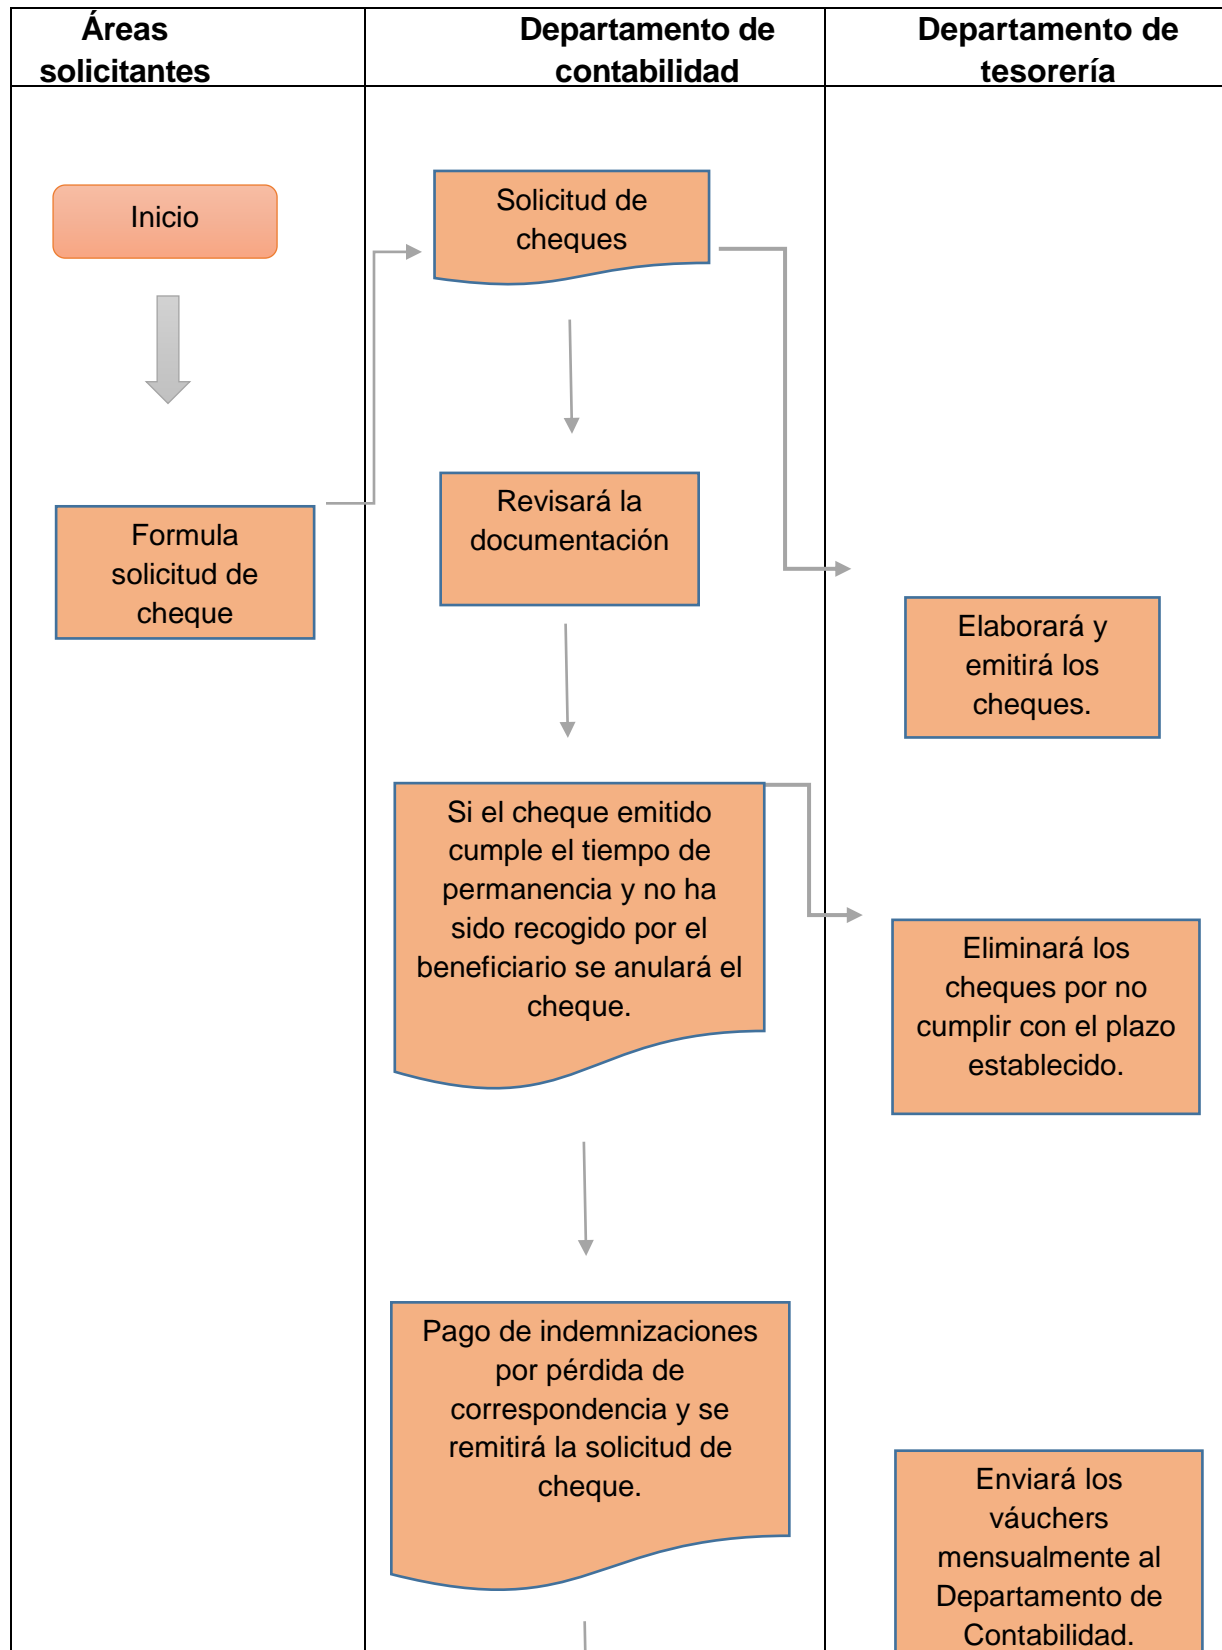 Áreas
solicitantes
Departamento de
contabilidad
Departamento de
tesorería
Inicio
Solicitud de
cheques
Revisará la
documentación
Formula
solicitud de
cheque
Elaborará y
emitirá los
cheques.
Si el cheque emitido
cumple el tiempo de
permanencia y no ha
sido recogido por el
beneficiario se anulará el
cheque.
Eliminará los
cheques por no
cumplir con el plazo
establecido.
Pago de indemnizaciones
por pérdida de
correspondencia y se
remitirá la solicitud de
cheque.
Enviará los
váuchers
mensualmente al
Departamento de
Contabilidad.